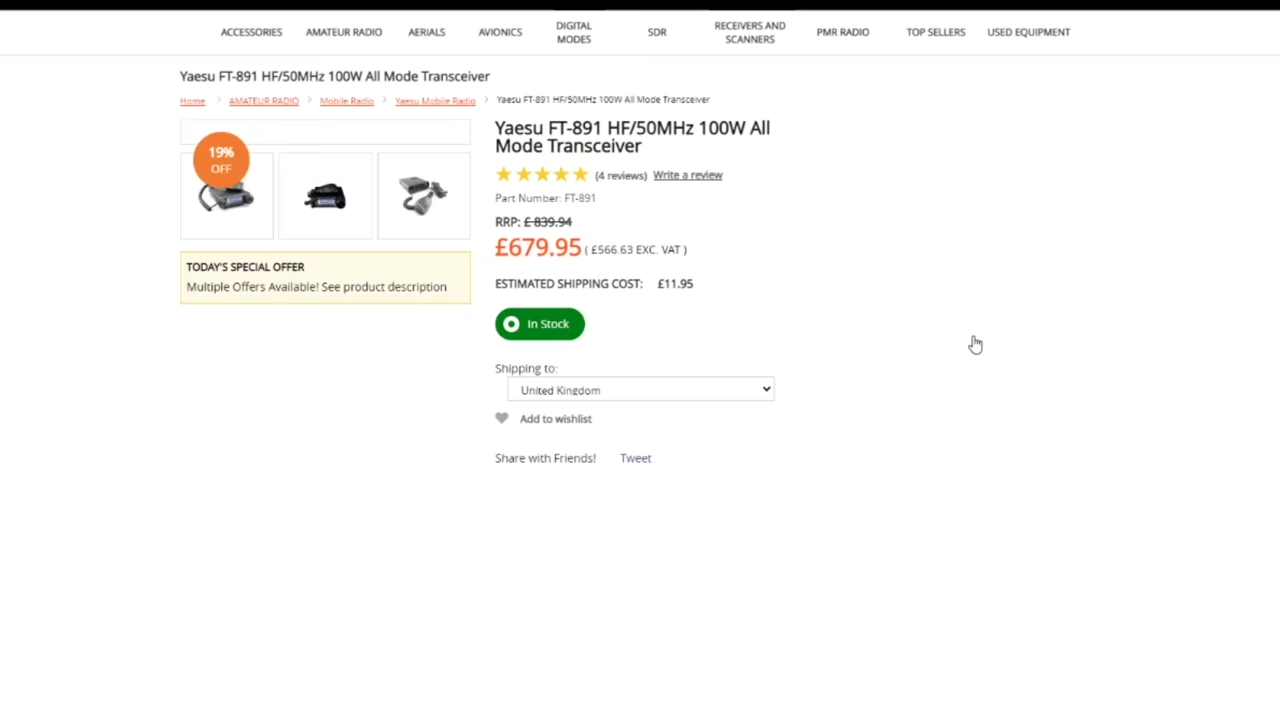 ACCESSORIES
AMATEUR RADIO
AERIALS
AVIONICS
DIGITAL
MODES
SDR
RECEIVERS AND
SCANNERS
PMR RADIO
TOP SELLERS
USED EQUIPMENT
Yaesu FT-891 HF/50MHz 100W All Mode Transceiver
Home > AMATEUR RADIO > Mobile Radio > Yaesu Mobile Radio > Yaesu FT-891 HF/50MHz 100W All Mode Transceiver
19%
OFF
TODAY'S SPECIAL OFFER
Multiple Offers Available! See product description
Yaesu FT-891 HF/50MHz 100W All
Mode Transceiver
(4 reviews) Write a review
Part Number: FT-891
RRP: £ 839.94
£679.95 ( £566.63 EXC. VAT )
ESTIMATED SHIPPING COST: £11.95
In Stock
Shipping to:
United Kingdom
Add to wishlist
Share with Friends! Tweet